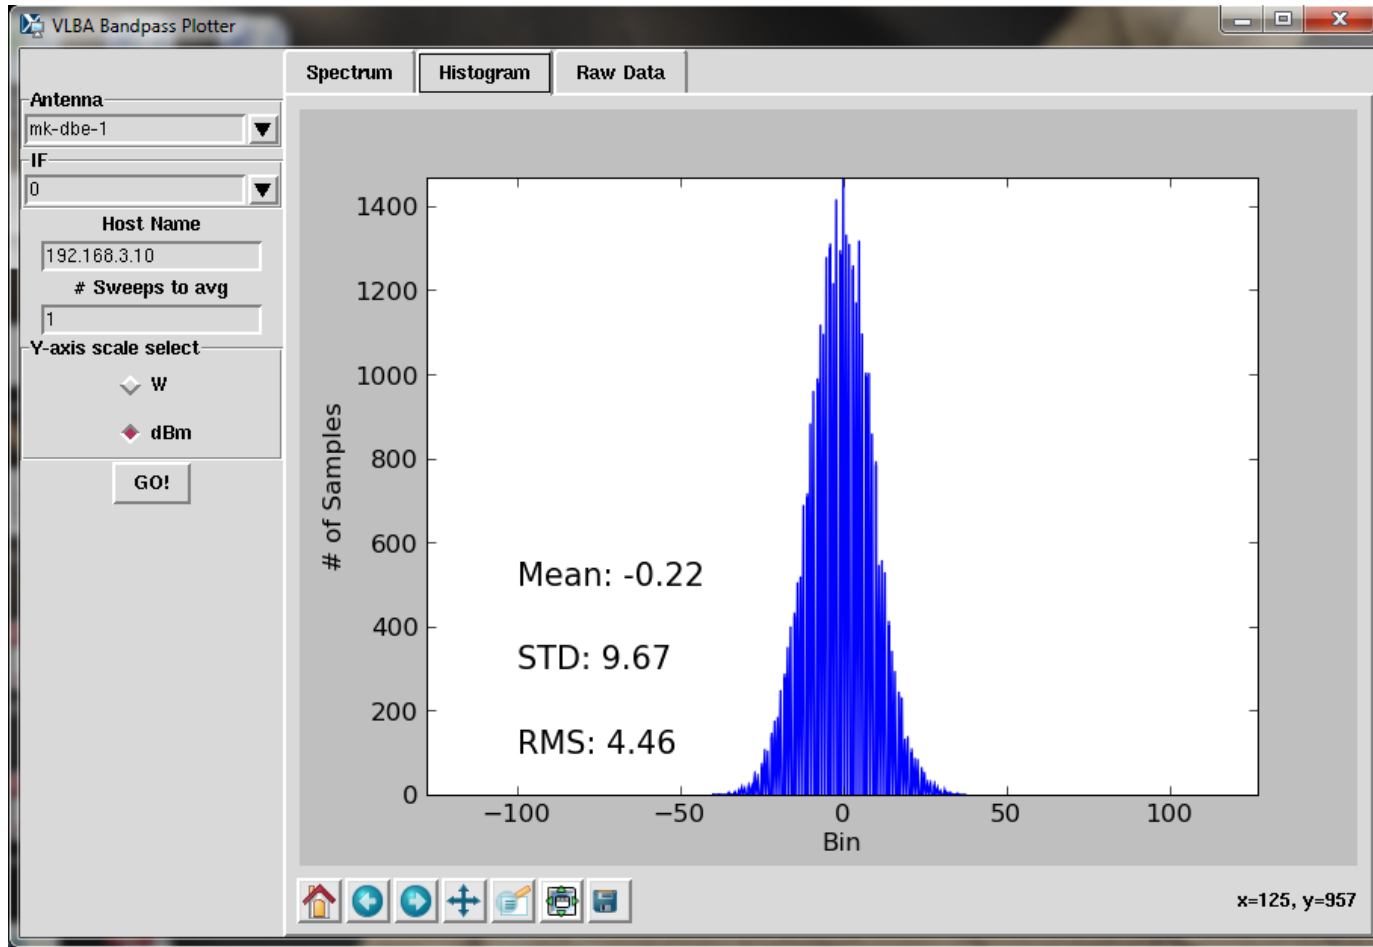 VLBA Bandpass Plotter
Spectrum
Histogram
Raw Data
Antenna
mk-dbe-1
IF
0
Host Name
192.168.3.10
# Sweeps to avg
1
Y-axis scale select
W
dBm
GO!
# of Samples
1400
1200
1000
800
600
400
200
0
Mean: -0.22
STD: 9.67
RMS: 4.46
−100
−50
0
50
100
Bin
x=125, y=957